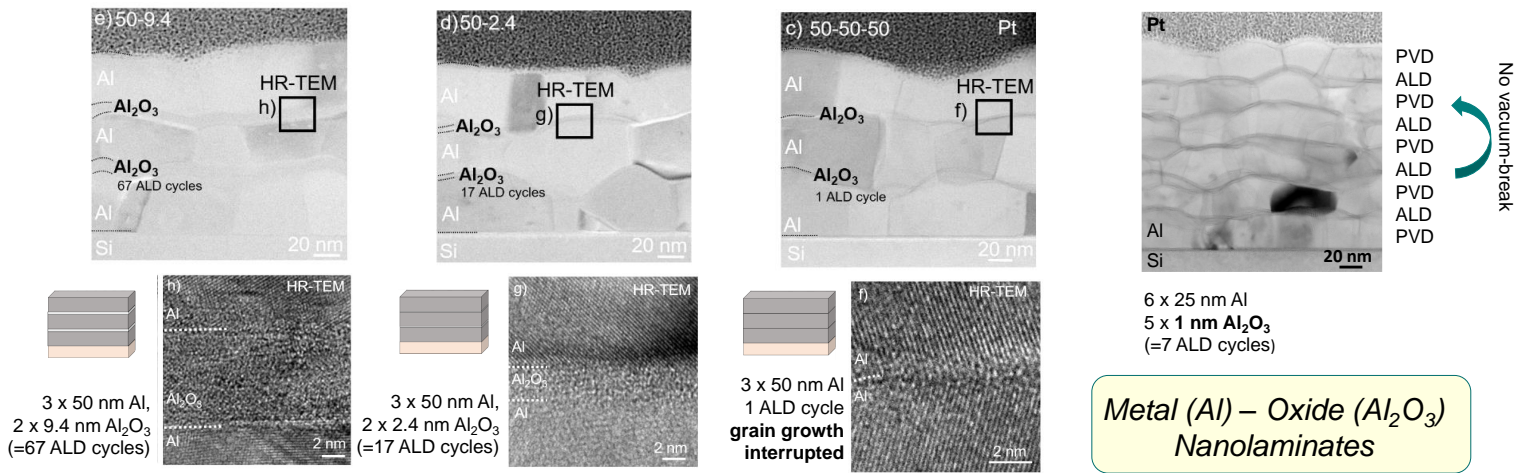 e) 50-9.4
Al
HR-TEM
h)
Al₂O₃
Al
Al₂O₃
67 ALD cycles
Al
Si
20 nm
d) 50-2.4
Al
HR-TEM
g)
Al₂O₃
Al
Al₂O₃
17 ALD cycles
Al
Si
20 nm
c) 50-50-50
Pt
Al
HR-TEM
f)
Al₂O₃
Al
Al₂O₃
1 ALD cycle
Al
Si
20 nm
Pt
Al
Si
20 nm
PVD
ALD
PVD
ALD
PVD
ALD
PVD
ALD
PVD
No vacuum-break
h)
HR-TEM
Al
Al₂O₃
Al
2 nm
3 x 50 nm Al,
2 x 9.4 nm Al₂O₃
(=67 ALD cycles)
g)
HR-TEM
Al
Al₂O₃
Al
2 nm
3 x 50 nm Al,
2 x 2.4 nm Al₂O₃
(=17 ALD cycles)
f)
HR-TEM
Al
Al
2 nm
3 x 50 nm Al
1 ALD cycle
grain growth
interrupted
6 x 25 nm Al
5 x 1 nm Al₂O₃
(=7 ALD cycles)
Metal (Al) – Oxide (Al₂O₃)
Nanolaminates